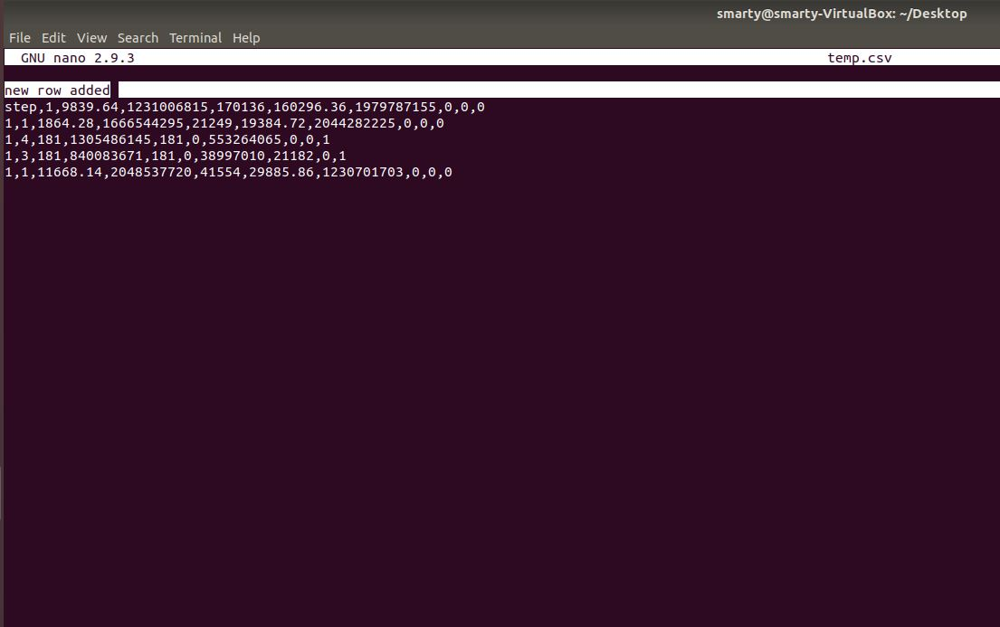 smarty@smarty-VirtualBox: ~/Desktop
File Edit View Search Terminal Help
GNU nano 2.9.3 temp.csv
new row added
step,1,9839.64,1231006815,170136,160296.36,1979787155,0,0,0
1,1,1864.28,1666544295,21249,19384.72,2044282225,0,0,0
1,4,181,1305486145,181,0,553264065,0,0,1
1,3,181,840083671,181,0,38997010,21182,0,1
1,1,11668.14,2048537720,41554,29885.86,1230701703,0,0,0